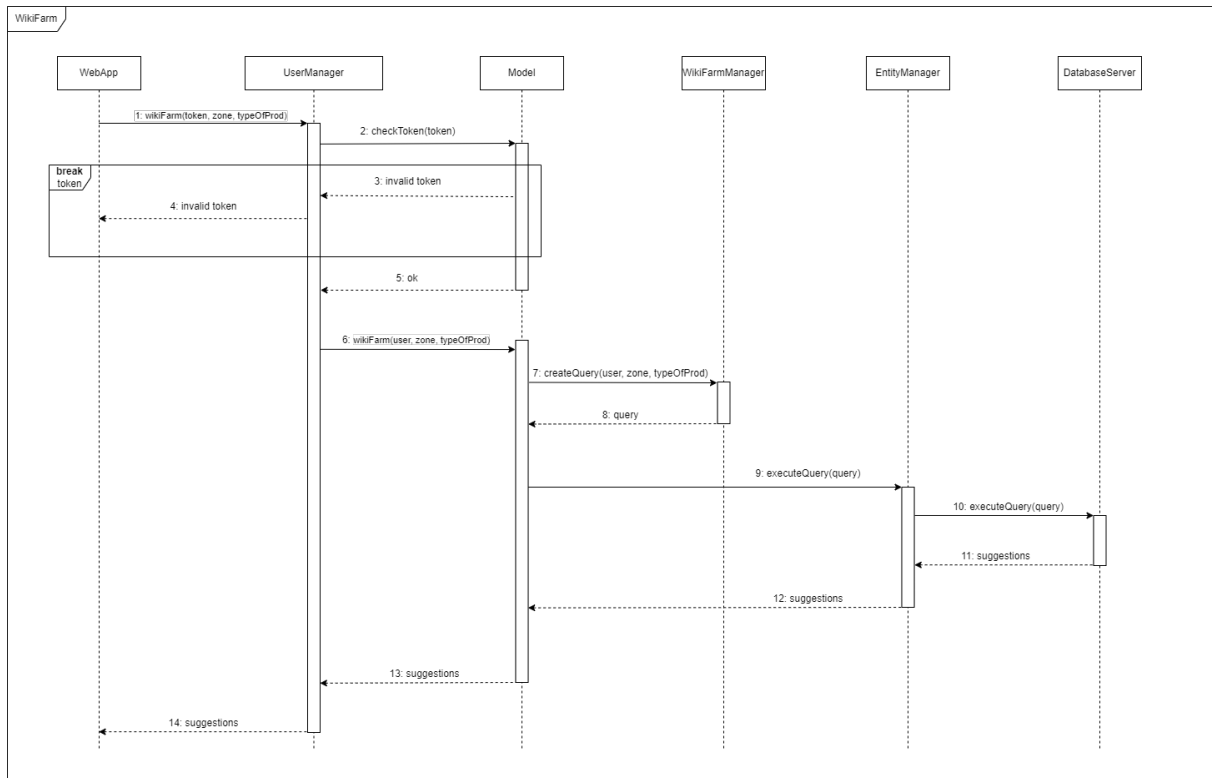 WikiFarm
WebApp
UserManager
Model
WikiFarmManager
EntityManager
DatabaseServer
1: wikiFarm(token, zone, typeOfProd)
2: checkToken(token)
break
token
3: invalid token
4: invalid token
5: ok
6: wikiFarm(user, zone, typeOfProd)
7: createQuery(user, zone, typeOfProd)
8: query
9: executeQuery(query)
10: executeQuery(query)
11: suggestions
12: suggestions
13: suggestions
14: suggestions